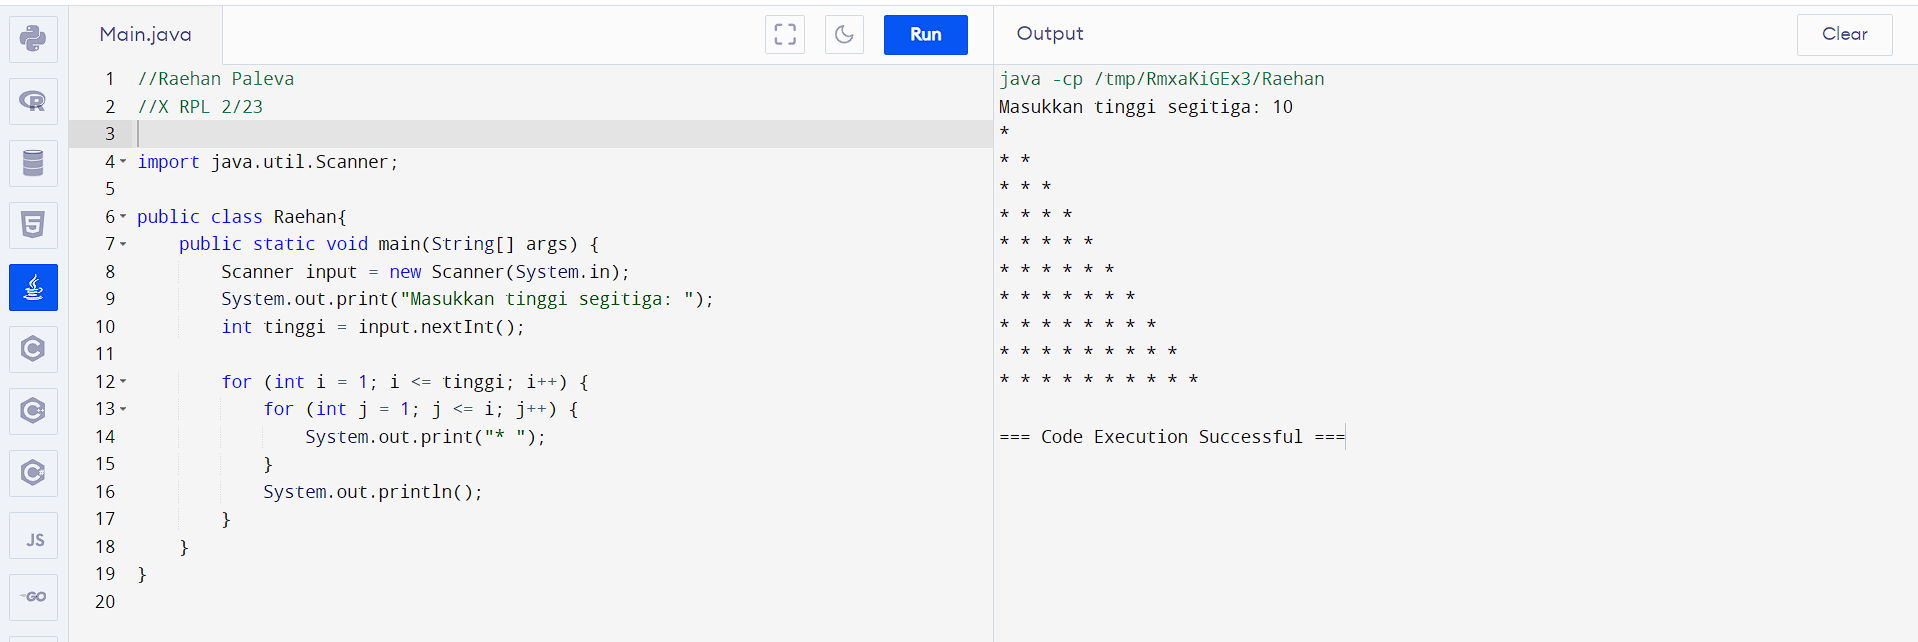 Main.java
Run
Output
Clear
1 //Raehan Paleva
2 //X RPL 2/23
3
4 import java.util.Scanner;
5
6 public class Raehan{
7     public static void main(String[] args) {
8         Scanner input = new Scanner(System.in);
9         System.out.print("Masukkan tinggi segitiga: ");
10         int tinggi = input.nextInt();
11
12         for (int i = 1; i <= tinggi; i++) {
13             for (int j = 1; j <= i; j++) {
14                 System.out.print("* ");
15             }
16             System.out.println();
17         }
18     }
19 }
20
java -cp /tmp/RmxaKiGEx3/Raehan
Masukkan tinggi segitiga: 10
*
* *
* * *
* * * *
* * * * *
* * * * * *
* * * * * * *
* * * * * * * *
* * * * * * * * *
* * * * * * * * * *
=== Code Execution Successful ===
R
5
C
C+
C#
JS
GO